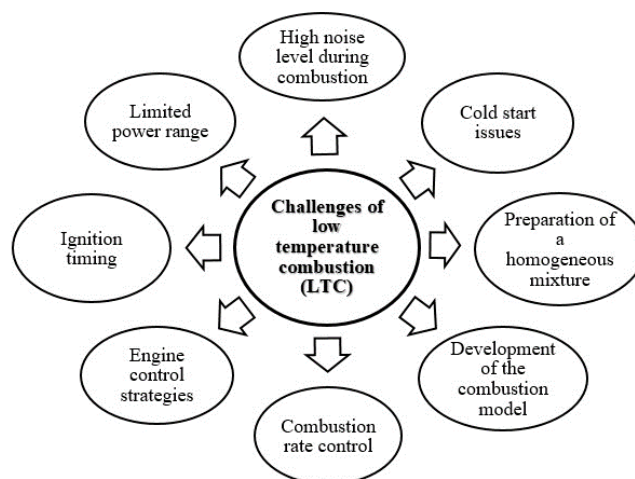 High noise
level during
combustion
Cold start
issues
Preparation of
a
homogeneous
mixture
Development
of the
combustion
model
Combustion
rate control
Engine
control
strategies
Ignition
timing
Limited
power range
Challenges of
low
temperature
combustion
(LTC)